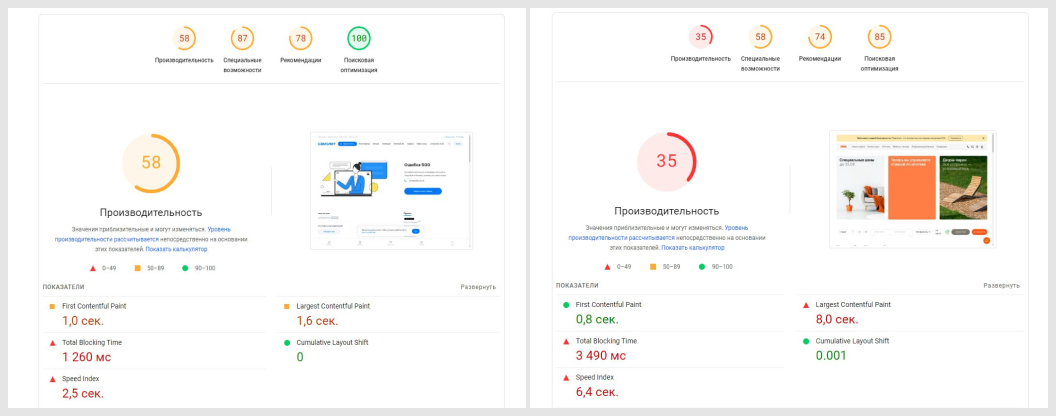 58
87
78
100
Производительность
Специальные возможности
Рекомендации
Поисковая оптимизация
58
Ошибка 500
Производительность
Значения приблизительные и могут изменяться. Уровень
производительности рассчитывается непосредственно на основании
этих показателей. Показать калькулятор
0–49
50–89
90–100
ПОКАЗАТЕЛИ
Развернуть
First Contentful Paint
1,0 сек.
Largest Contentful Paint
1,6 сек.
Total Blocking Time
1 260 мс
Cumulative Layout Shift
0
Speed Index
2,5 сек.
35
58
74
85
Производительность
Специальные возможности
Рекомендации
Поисковая оптимизация
35
Специальные цены
Производительность
Значения приблизительные и могут изменяться. Уровень
производительности рассчитывается непосредственно на основании
этих показателей. Показать калькулятор
0–49
50–89
90–100
ПОКАЗАТЕЛИ
Развернуть
First Contentful Paint
0,8 сек.
Largest Contentful Paint
8,0 сек.
Total Blocking Time
3 490 мс
Cumulative Layout Shift
0.001
Speed Index
6,4 сек.